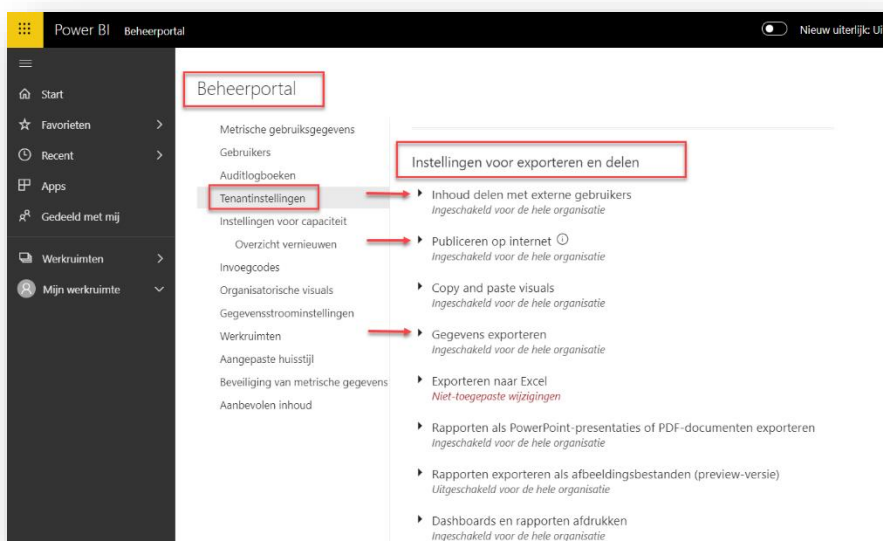 Power BI Beheerportal
Nieuw uiterlijk:
Start
Favorieten
Recent
Apps
Gedeeld met mij
Werkruimten
Mijn werkruimte
Beheerportal
Metrische gebruiksgegevens
Gebruikers
Auditlogboeken
Tenantinstellingen
Instellingen voor capaciteit
Overzicht vernieuwen
Invoegcodes
Organisatorische visuals
Gegevensstroominstellingen
Werkruimten
Aangepaste huisstijl
Beveiliging van metrische gegevens
Aanbevolen inhoud
Instellingen voor exporteren en delen
Inhoud delen met externe gebruikers
Ingeschakeld voor de hele organisatie
Publiceren op internet
Ingeschakeld voor de hele organisatie
Copy and paste visuals
Ingeschakeld voor de hele organisatie
Gegevens exporteren
Ingeschakeld voor de hele organisatie
Exporteren naar Excel
Niet-toegepaste wijzigingen
Rapporten als PowerPoint-presentaties of PDF-documenten exporteren
Ingeschakeld voor de hele organisatie
Rapporten exporteren als afbeeldingsbestanden (preview-versie)
Uitgeschakeld voor de hele organisatie
Dashboards en rapporten afdrukken
Ingeschakeld voor de hele organisatie